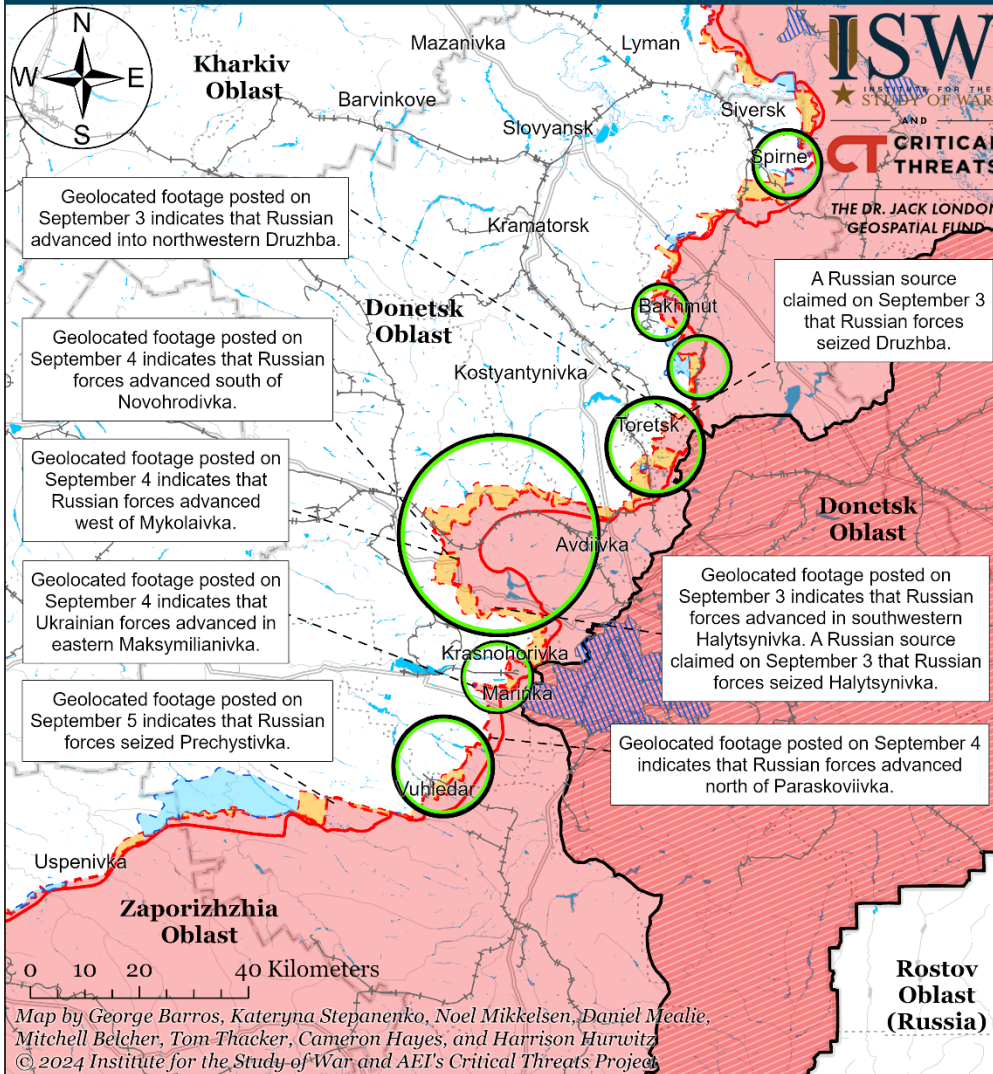 N
W
E
S
Kharkiv
Oblast
Mazanivka
Lyman
Barvinkove
Slovyansk
Siversk
Spirne
ISW
INSTITUTE FOR THE
STUDY OF WAR
AND
CT CRITICAL
THREATS
THE DR. JACK LONDON
GEOSPATIAL FUND
Geolocated footage posted on
September 3 indicates that Russian
advanced into northwestern Druzhba.
Kramatorsk
A Russian source
claimed on September 3
that Russian forces
seized Druzhba.
Donetsk
Oblast
Bakhmut
Geolocated footage posted on
September 4 indicates that Russian
forces advanced south of
Novohrodivka.
Kostyantynivka
Toretsk
Geolocated footage posted on
September 4 indicates that
Russian forces advanced
west of Mykolaivka.
Donetsk
Oblast
Avdiivka
Geolocated footage posted on
September 4 indicates that
Ukrainian forces advanced in
eastern Maksymilianivka.
Geolocated footage posted on
September 3 indicates that Russian
forces advanced in southwestern
Halytsynivka. A Russian source
claimed on September 3 that Russian
forces seized Halytsynivka.
Krasnohorivka
Marinka
Geolocated footage posted on
September 5 indicates that Russian
forces seized Prechystivka.
Geolocated footage posted on September 4
indicates that Russian forces advanced
north of Paraskoviivka.
Vuhledar
Uspenivka
Zaporizhzhia
Oblast
0 10 20 40 Kilometers
Rostov
Oblast
(Russia)
Map by George Barros, Kateryna Stepanenko, Noel Mikkelsen, Daniel Mealie,
Mitchell Belcher, Tom Thacker, Cameron Hayes, and Harrison Hurwitz
© 2024 Institute for the Study of War and AEI's Critical Threats Project